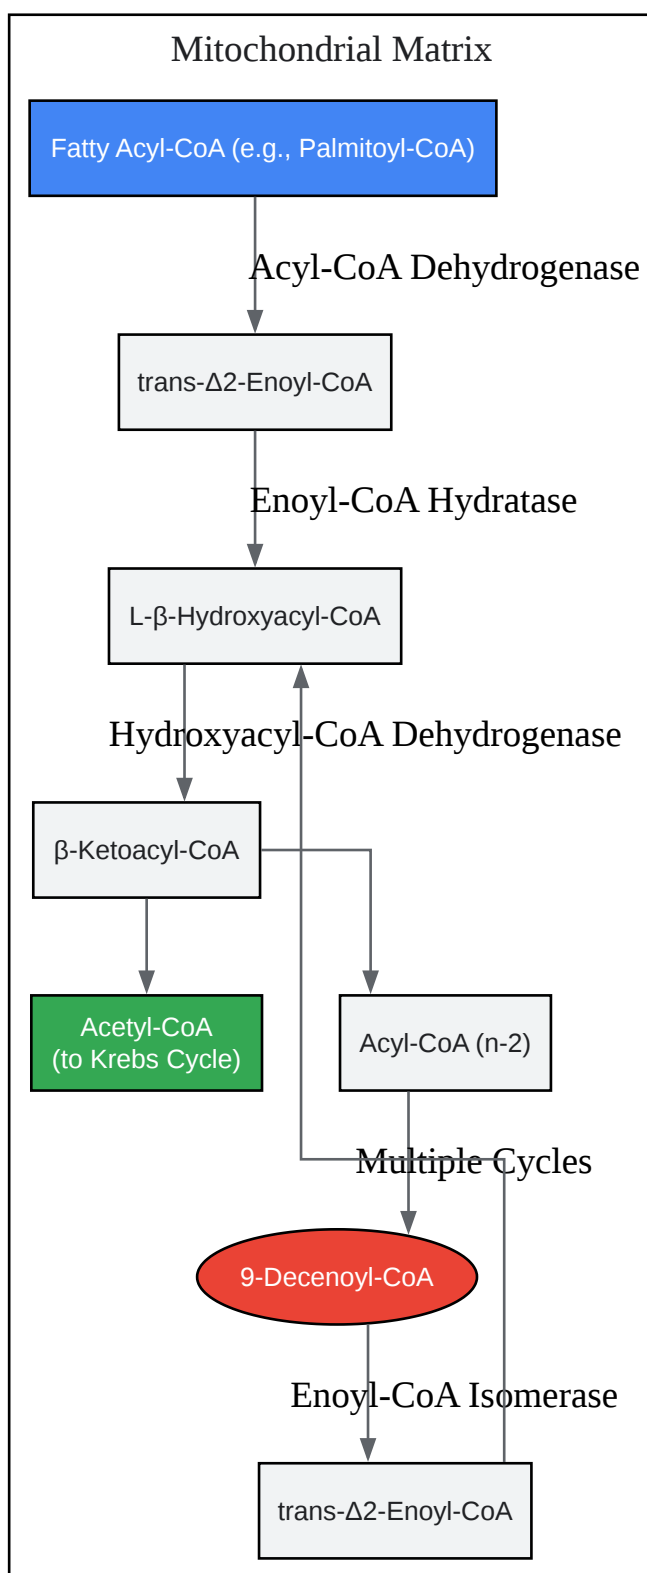 Mitochondrial Matrix
Fatty Acyl-CoA (e.g., Palmitoyl-CoA)
Acyl-CoA Dehydrogenase
trans-Δ2-Enoyl-CoA
Enoyl-CoA Hydratase
L-β-Hydroxyacyl-CoA
Hydroxyacyl-CoA Dehydrogenase
β-Ketoacyl-CoA
Acetyl-CoA
(to Krebs Cycle)
Acyl-CoA (n-2)
Multiple Cycles
9-Decenoyl-CoA
Enoyl-CoA Isomerase
trans-Δ2-Enoyl-CoA